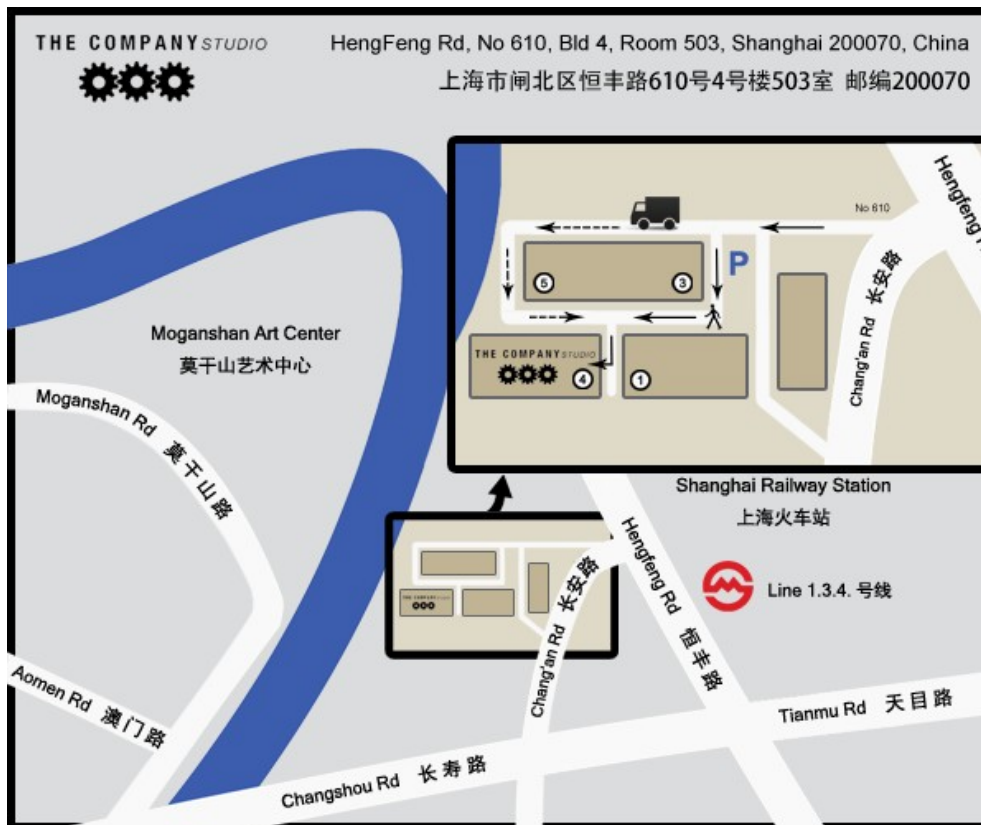 THE COMPANY STUDIO
HengFeng Rd, No 610, Bld 4, Room 503, Shanghai 200070, China
上海市闸北区恒丰路610号4号楼503室 邮编200070
Hengfeng R
No 610
P
Chang'an Rd 长安路
5
3
THE COMPANY STUDIO
4
1
Moganshan Art Center
莫干山艺术中心
Moganshan Rd 莫干山路
Shanghai Railway Station
上海火车站
Line 1.3.4. 号线
THE COMPANY STUDIO
Chang'an Rd 长安路
Hengfeng Rd 恒丰路
Aomen Rd 澳门路
Tianmu Rd 天目路
Changshou Rd 长寿路